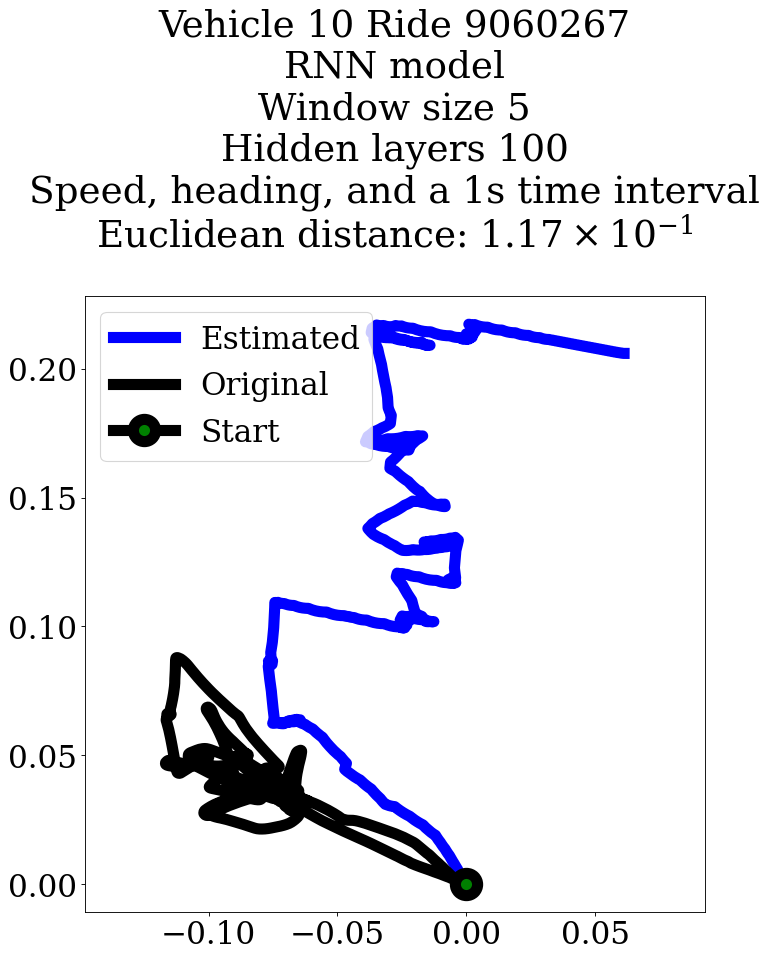 Vehicle 10 Ride 9060267
RNN model
Window size 5
Hidden layers 100
Speed, heading, and a 1s time interval
Euclidean distance: 1.17 × 10⁻¹
Estimated
Original
Start
0.20
0.15
0.10
0.05
0.00
−0.10 −0.05 0.00 0.05